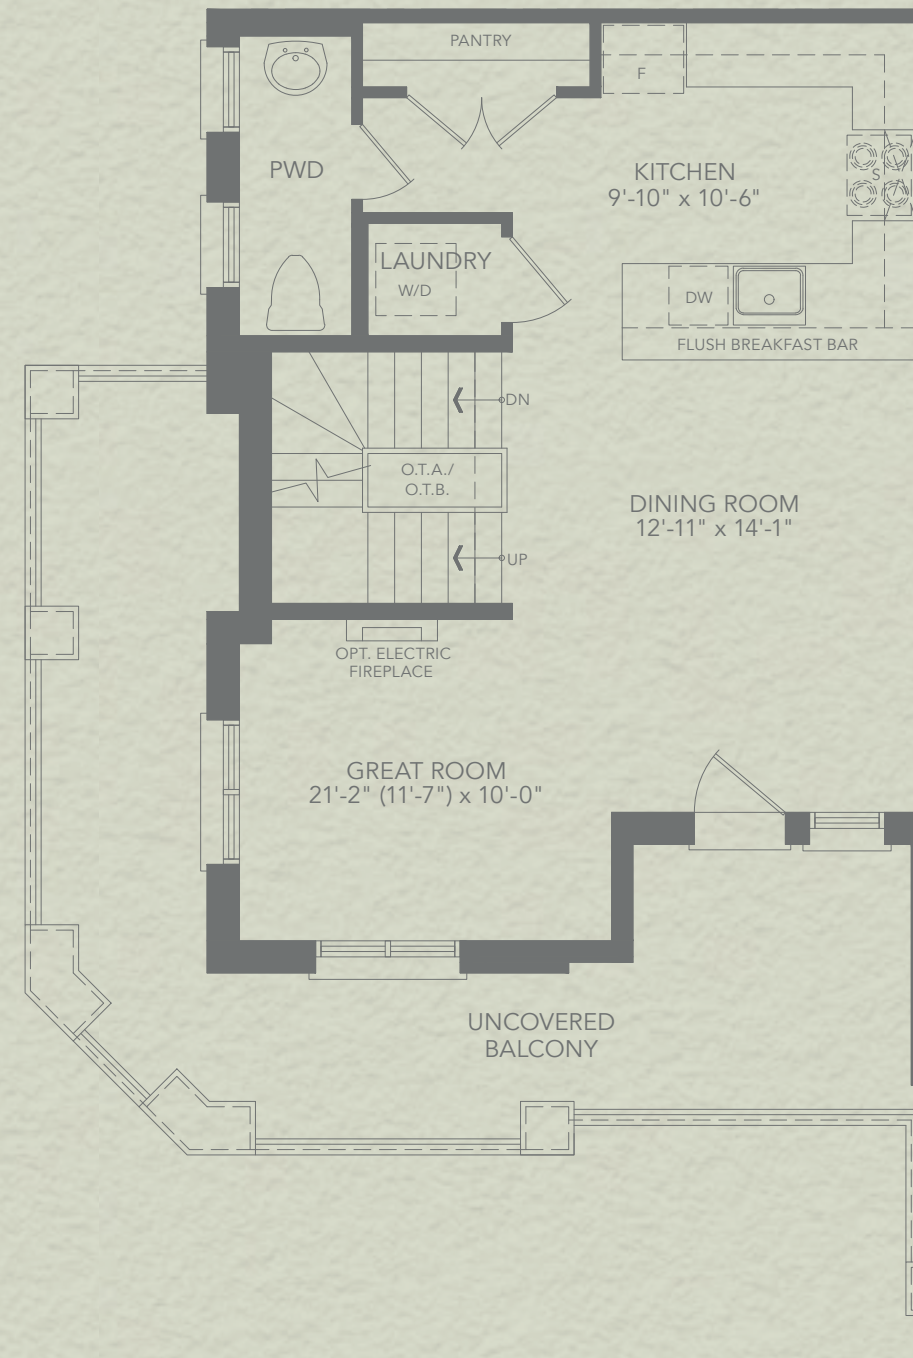 PANTRY
F
PWD
KITCHEN
9'-10" x 10'-6"
S
LAUNDRY
W/D
DW
FLUSH BREAKFAST BAR
DN
O.T.A./
O.T.B.
DINING ROOM
12'-11" x 14'-1"
UP
OPT. ELECTRIC
FIREPLACE
GREAT ROOM
21'-2" (11'-7") x 10'-0"
UNCOVERED
BALCONY